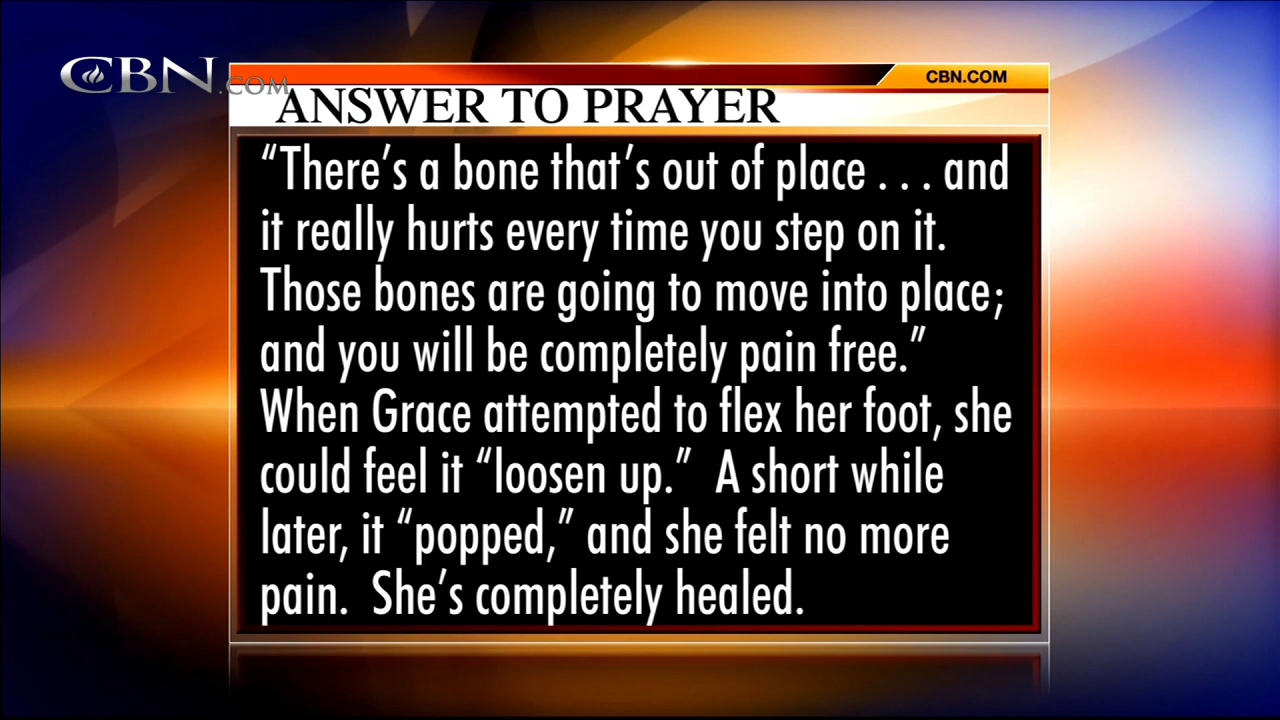 CBN.COM
CBN.COM
ANSWER TO PRAYER
“There’s a bone that’s out of place . . . and
it really hurts every time you step on it.
Those bones are going to move into place;
and you will be completely pain free.”
When Grace attempted to flex her foot, she
could feel it “loosen up.”  A short while
later, it “popped,” and she felt no more
pain.  She’s completely healed.